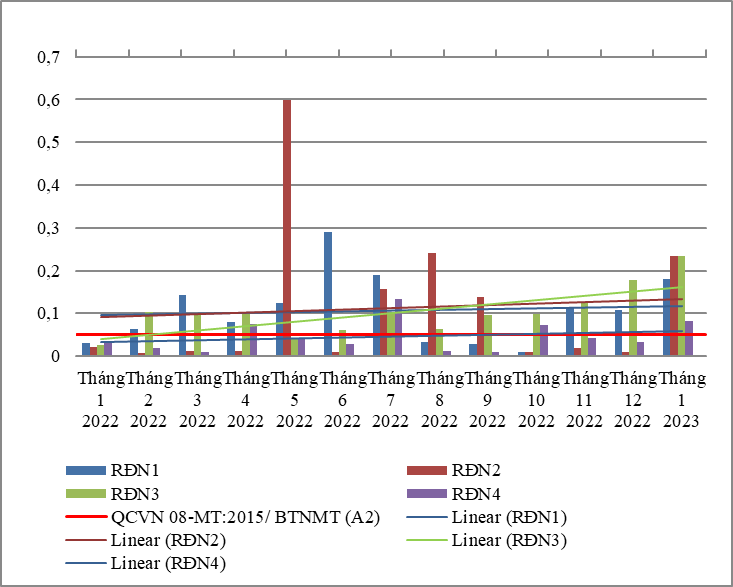 0,7
0,6
0,5
0,4
0,3
0,2
0,1
0
Tháng Tháng Tháng Tháng Tháng Tháng Tháng Tháng Tháng Tháng Tháng Tháng Tháng
1 2 3 4 5 6 7 8 9 10 11 12 1
2022 2022 2022 2022 2022 2022 2022 2022 2022 2022 2022 2022 2023
RĐN1 RĐN2
RĐN3 RĐN4
QCVN 08-MT:2015/ BTNMT (A2) Linear (RĐN1)
Linear (RĐN2) Linear (RĐN3)
Linear (RĐN4)